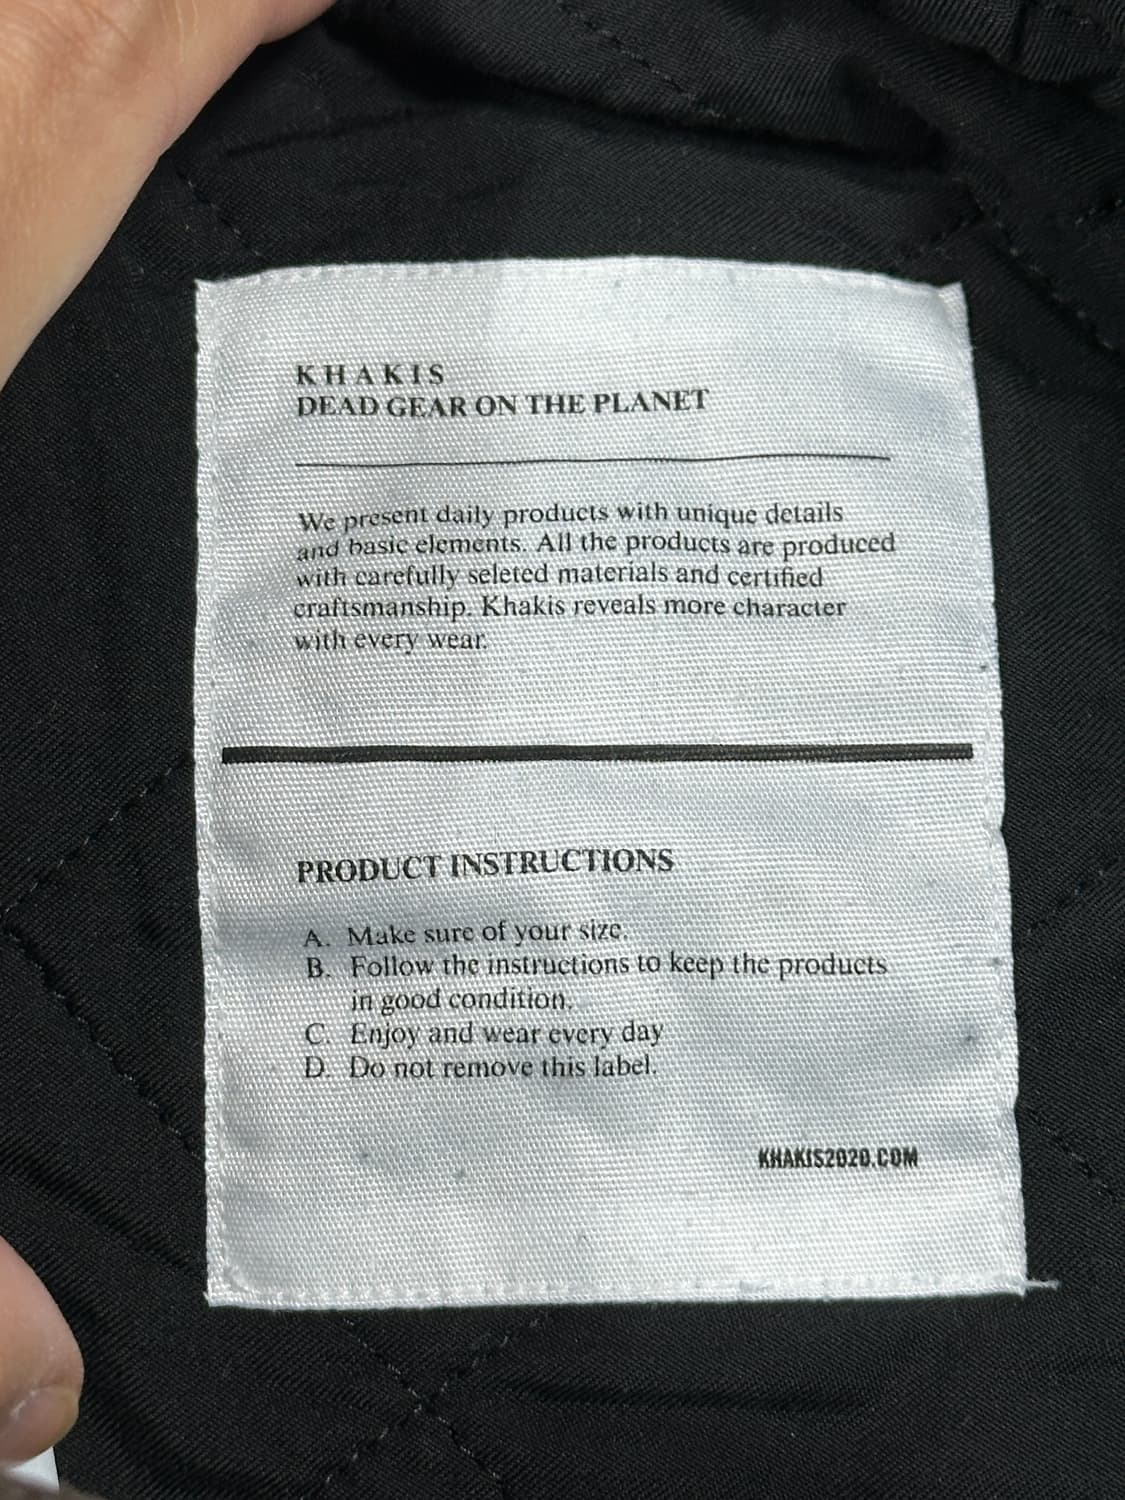 KHAKIS
DEAD GEAR ON THE PLANET
We present daily products with unique details
and basic elements. All the products are produced
with carefully seleted materials and certified
craftsmanship. Khakis reveals more character
with every wear.
PRODUCT INSTRUCTIONS
A. Make sure of your size.
B. Follow the instructions to keep the products
in good condition.
C. Enjoy and wear every day
D. Do not remove this label.
KHAKIS2020.COM